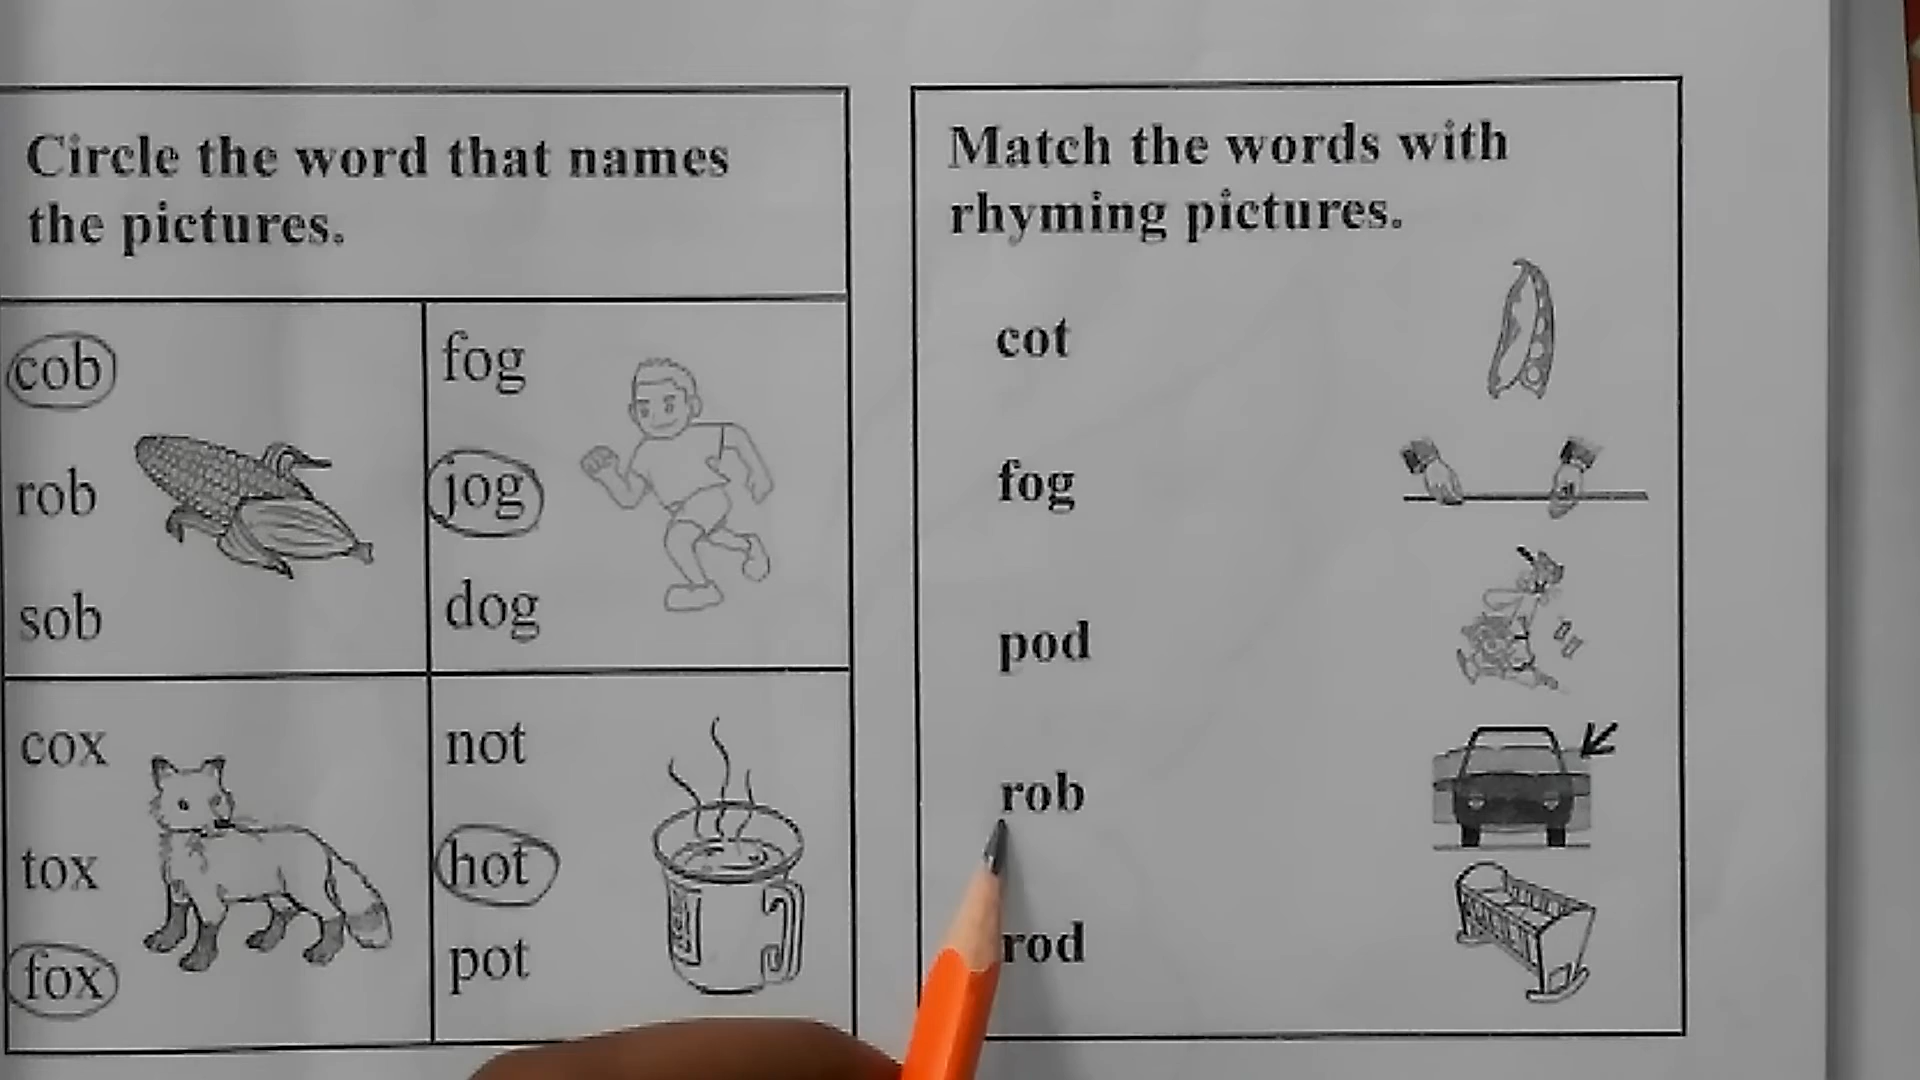 Circle the word that names
the pictures.
cob
rob
sob
fog
jog
dog
cox
tox
fox
not
hot
pot
Match the words with
rhyming pictures.
cot
fog
pod
rob
rod